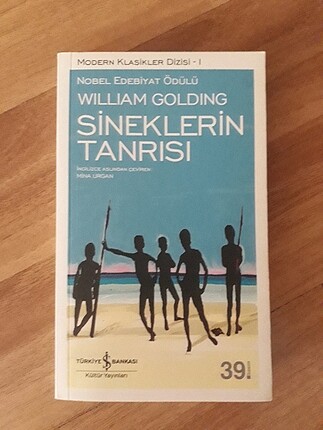 MODERN KLASİKLER DİZİSİ - I
NOBEL EDEBİYAT ÖDÜLÜ
WILLIAM GOLDING
SİNEKLERİN
TANRISI
İNGİLİZCE ASLINDAN ÇEVİREN:
MİNA URGAN
TÜRKİYE İŞ BANKASI
Kültür Yayınları
39